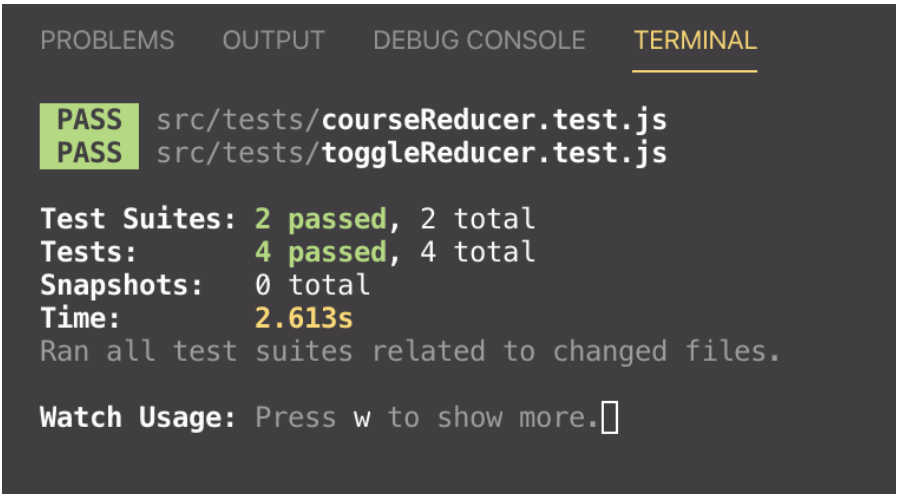 PROBLEMS OUTPUT DEBUG CONSOLE TERMINAL
PASS src/tests/courseReducer.test.js
PASS src/tests/toggleReducer.test.js
Test Suites: 2 passed, 2 total
Tests: 4 passed, 4 total
Snapshots: 0 total
Time: 2.613s
Ran all test suites related to changed files.
Watch Usage: Press w to show more.